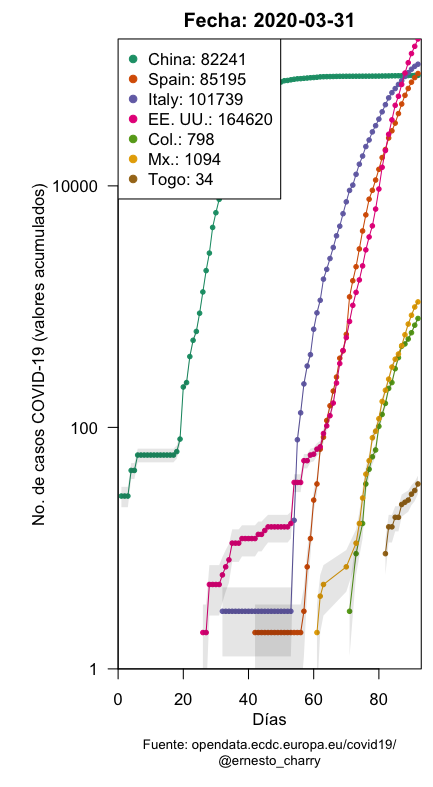 Fecha: 2020-03-31
China: 82241
Spain: 85195
Italy: 101739
EE. UU.: 164620
Col.: 798
Mx.: 1094
Togo: 34
No. de casos COVID-19 (valores acumulados)
10000
100
1
0 20 40 60 80
Días
Fuente: opendata.ecdc.europa.eu/covid19/
@ernesto_charry